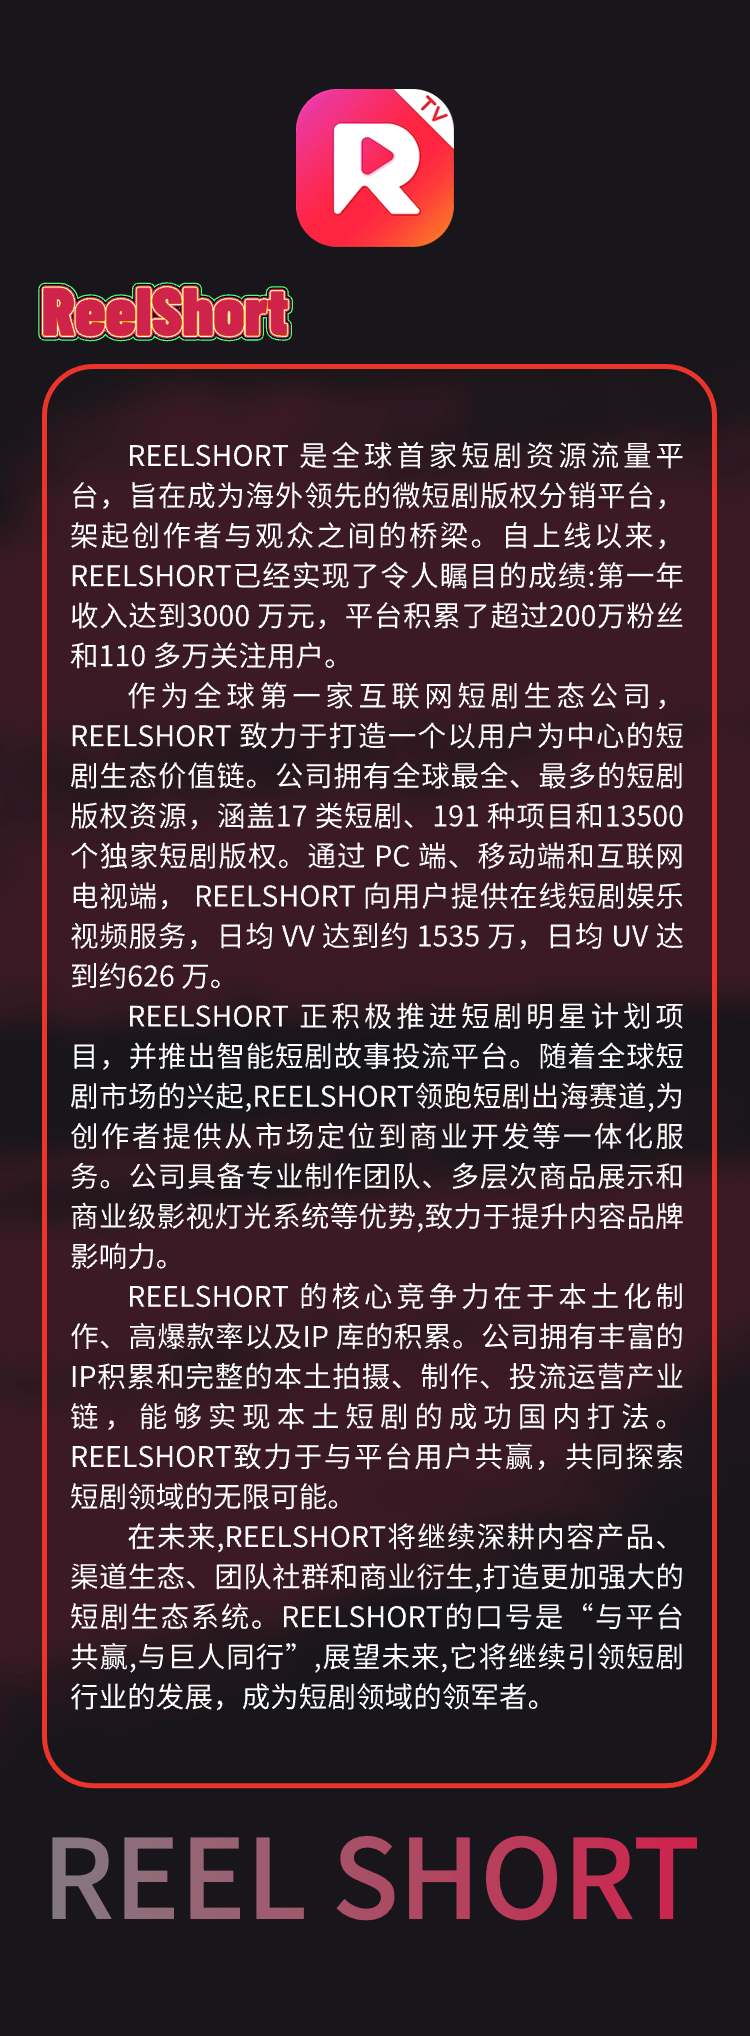 TV
R
ReelShort
REELSHORT 是全球首家短剧资源流量平
台，旨在成为海外领先的微短剧版权分销平台，
架起创作者与观众之间的桥梁。自上线以来，
REELSHORT已经实现了令人瞩目的成绩:第一年
收入达到3000 万元，平台积累了超过200万粉丝
和110 多万关注用户。
作为全球第一家互联网短剧生态公司，
REELSHORT 致力于打造一个以用户为中心的短
剧生态价值链。公司拥有全球最全、最多的短剧
版权资源，涵盖17 类短剧、191 种项目和13500
个独家短剧版权。通过 PC 端、移动端和互联网
电视端， REELSHORT 向用户提供在线短剧娱乐
视频服务，日均 VV 达到约 1535 万，日均 UV 达
到约626 万。
REELSHORT 正积极推进短剧明星计划项
目，并推出智能短剧故事投流平台。随着全球短
剧市场的兴起,REELSHORT领跑短剧出海赛道,为
创作者提供从市场定位到商业开发等一体化服
务。公司具备专业制作团队、多层次商品展示和
商业级影视灯光系统等优势,致力于提升内容品牌
影响力。
REELSHORT 的核心竞争力在于本土化制
作、高爆款率以及IP 库的积累。公司拥有丰富的
IP积累和完整的本土拍摄、制作、投流运营产业
链，能够实现本土短剧的成功国内打法。
REELSHORT致力于与平台用户共赢，共同探索
短剧领域的无限可能。
在未来,REELSHORT将继续深耕内容产品、
渠道生态、团队社群和商业衍生,打造更加强大的
短剧生态系统。REELSHORT的口号是“与平台
共赢,与巨人同行”,展望未来,它将继续引领短剧
行业的发展，成为短剧领域的领军者。
REEL SHORT